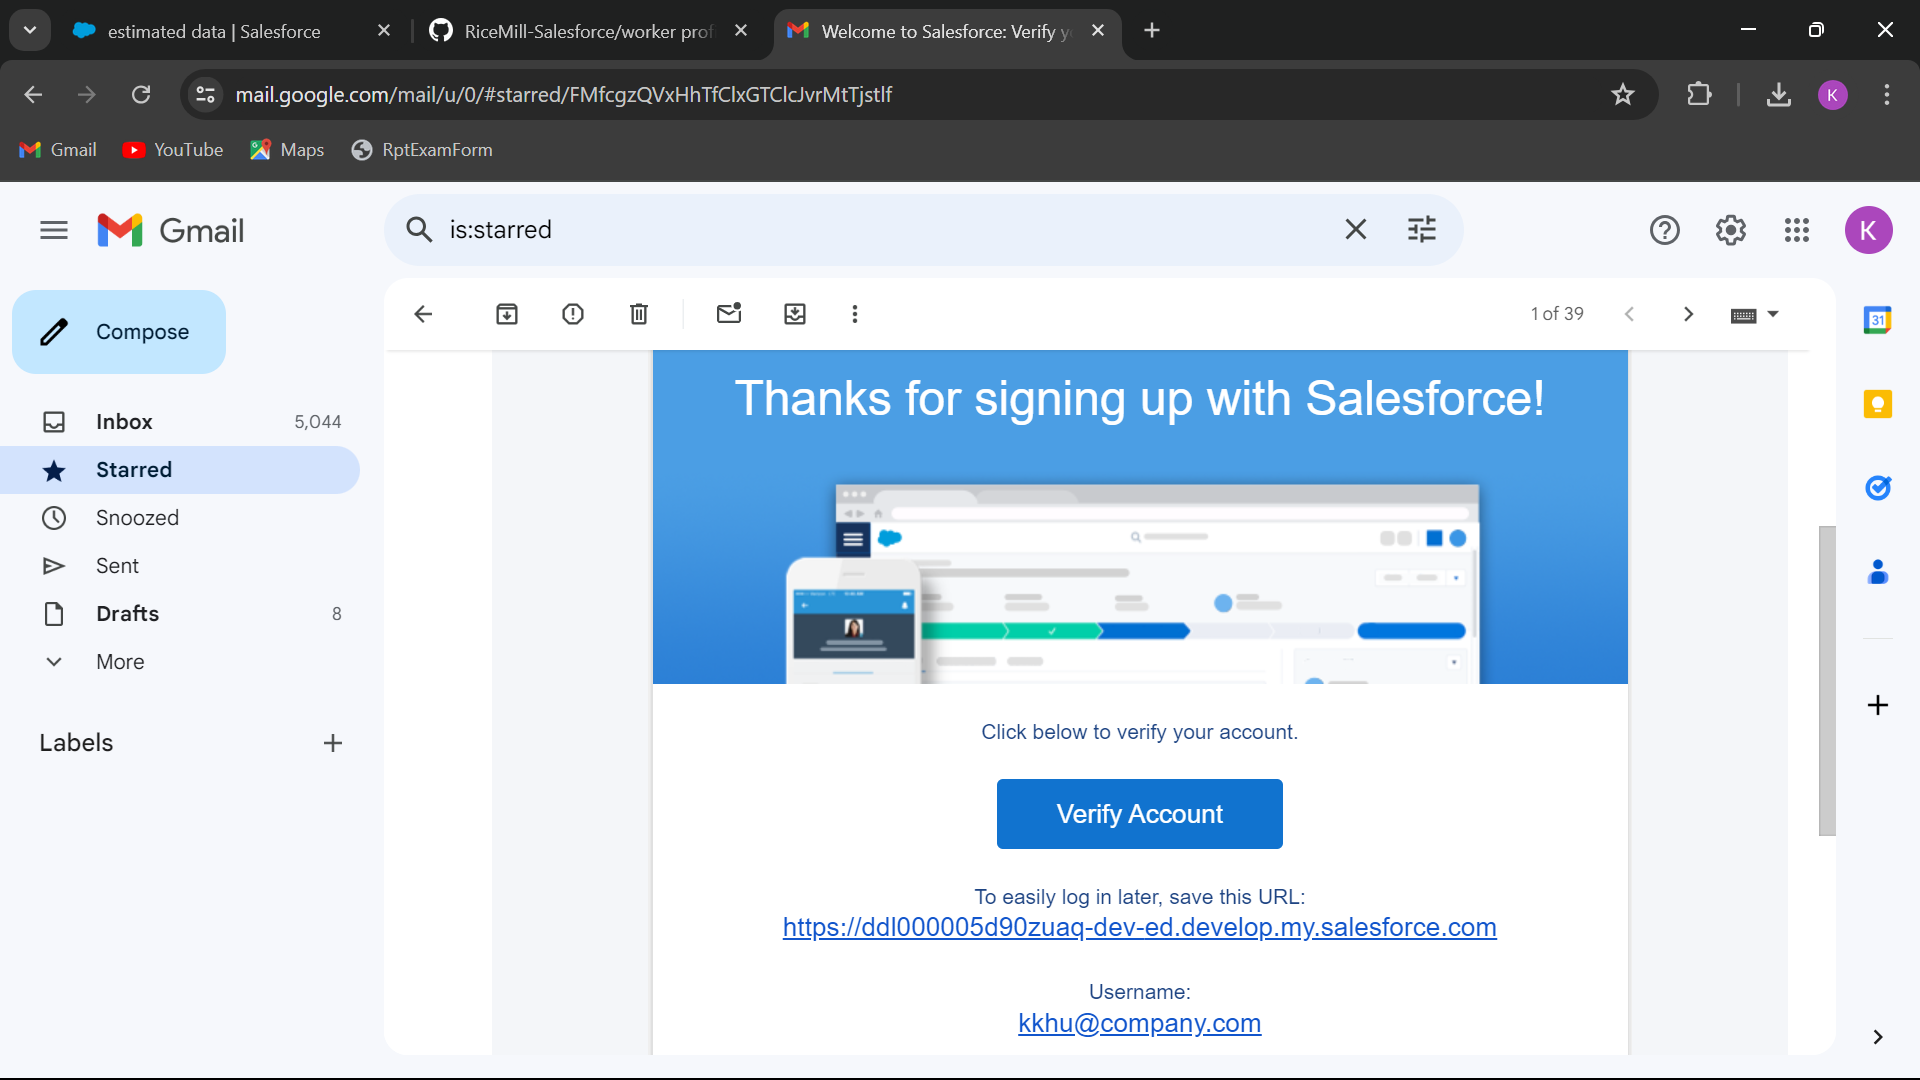 estimated data | Salesforce
RiceMill-Salesforce/worker prof
Welcome to Salesforce: Verify y
mail.google.com/mail/u/0/#starred/FMfcgzQVxHhTfClxGTClcJvrMtTjstlf
K
Gmail
YouTube
Maps
RptExamForm
Gmail
is:starred
K
Compose
1 of 39
31
Inbox 5,044
Starred
Snoozed
Sent
Drafts 8
More
Labels
Thanks for signing up with Salesforce!
Click below to verify your account.
Verify Account
To easily log in later, save this URL:
https://ddl000005d90zuaq-dev-ed.develop.my.salesforce.com
Username:
kkhu@company.com